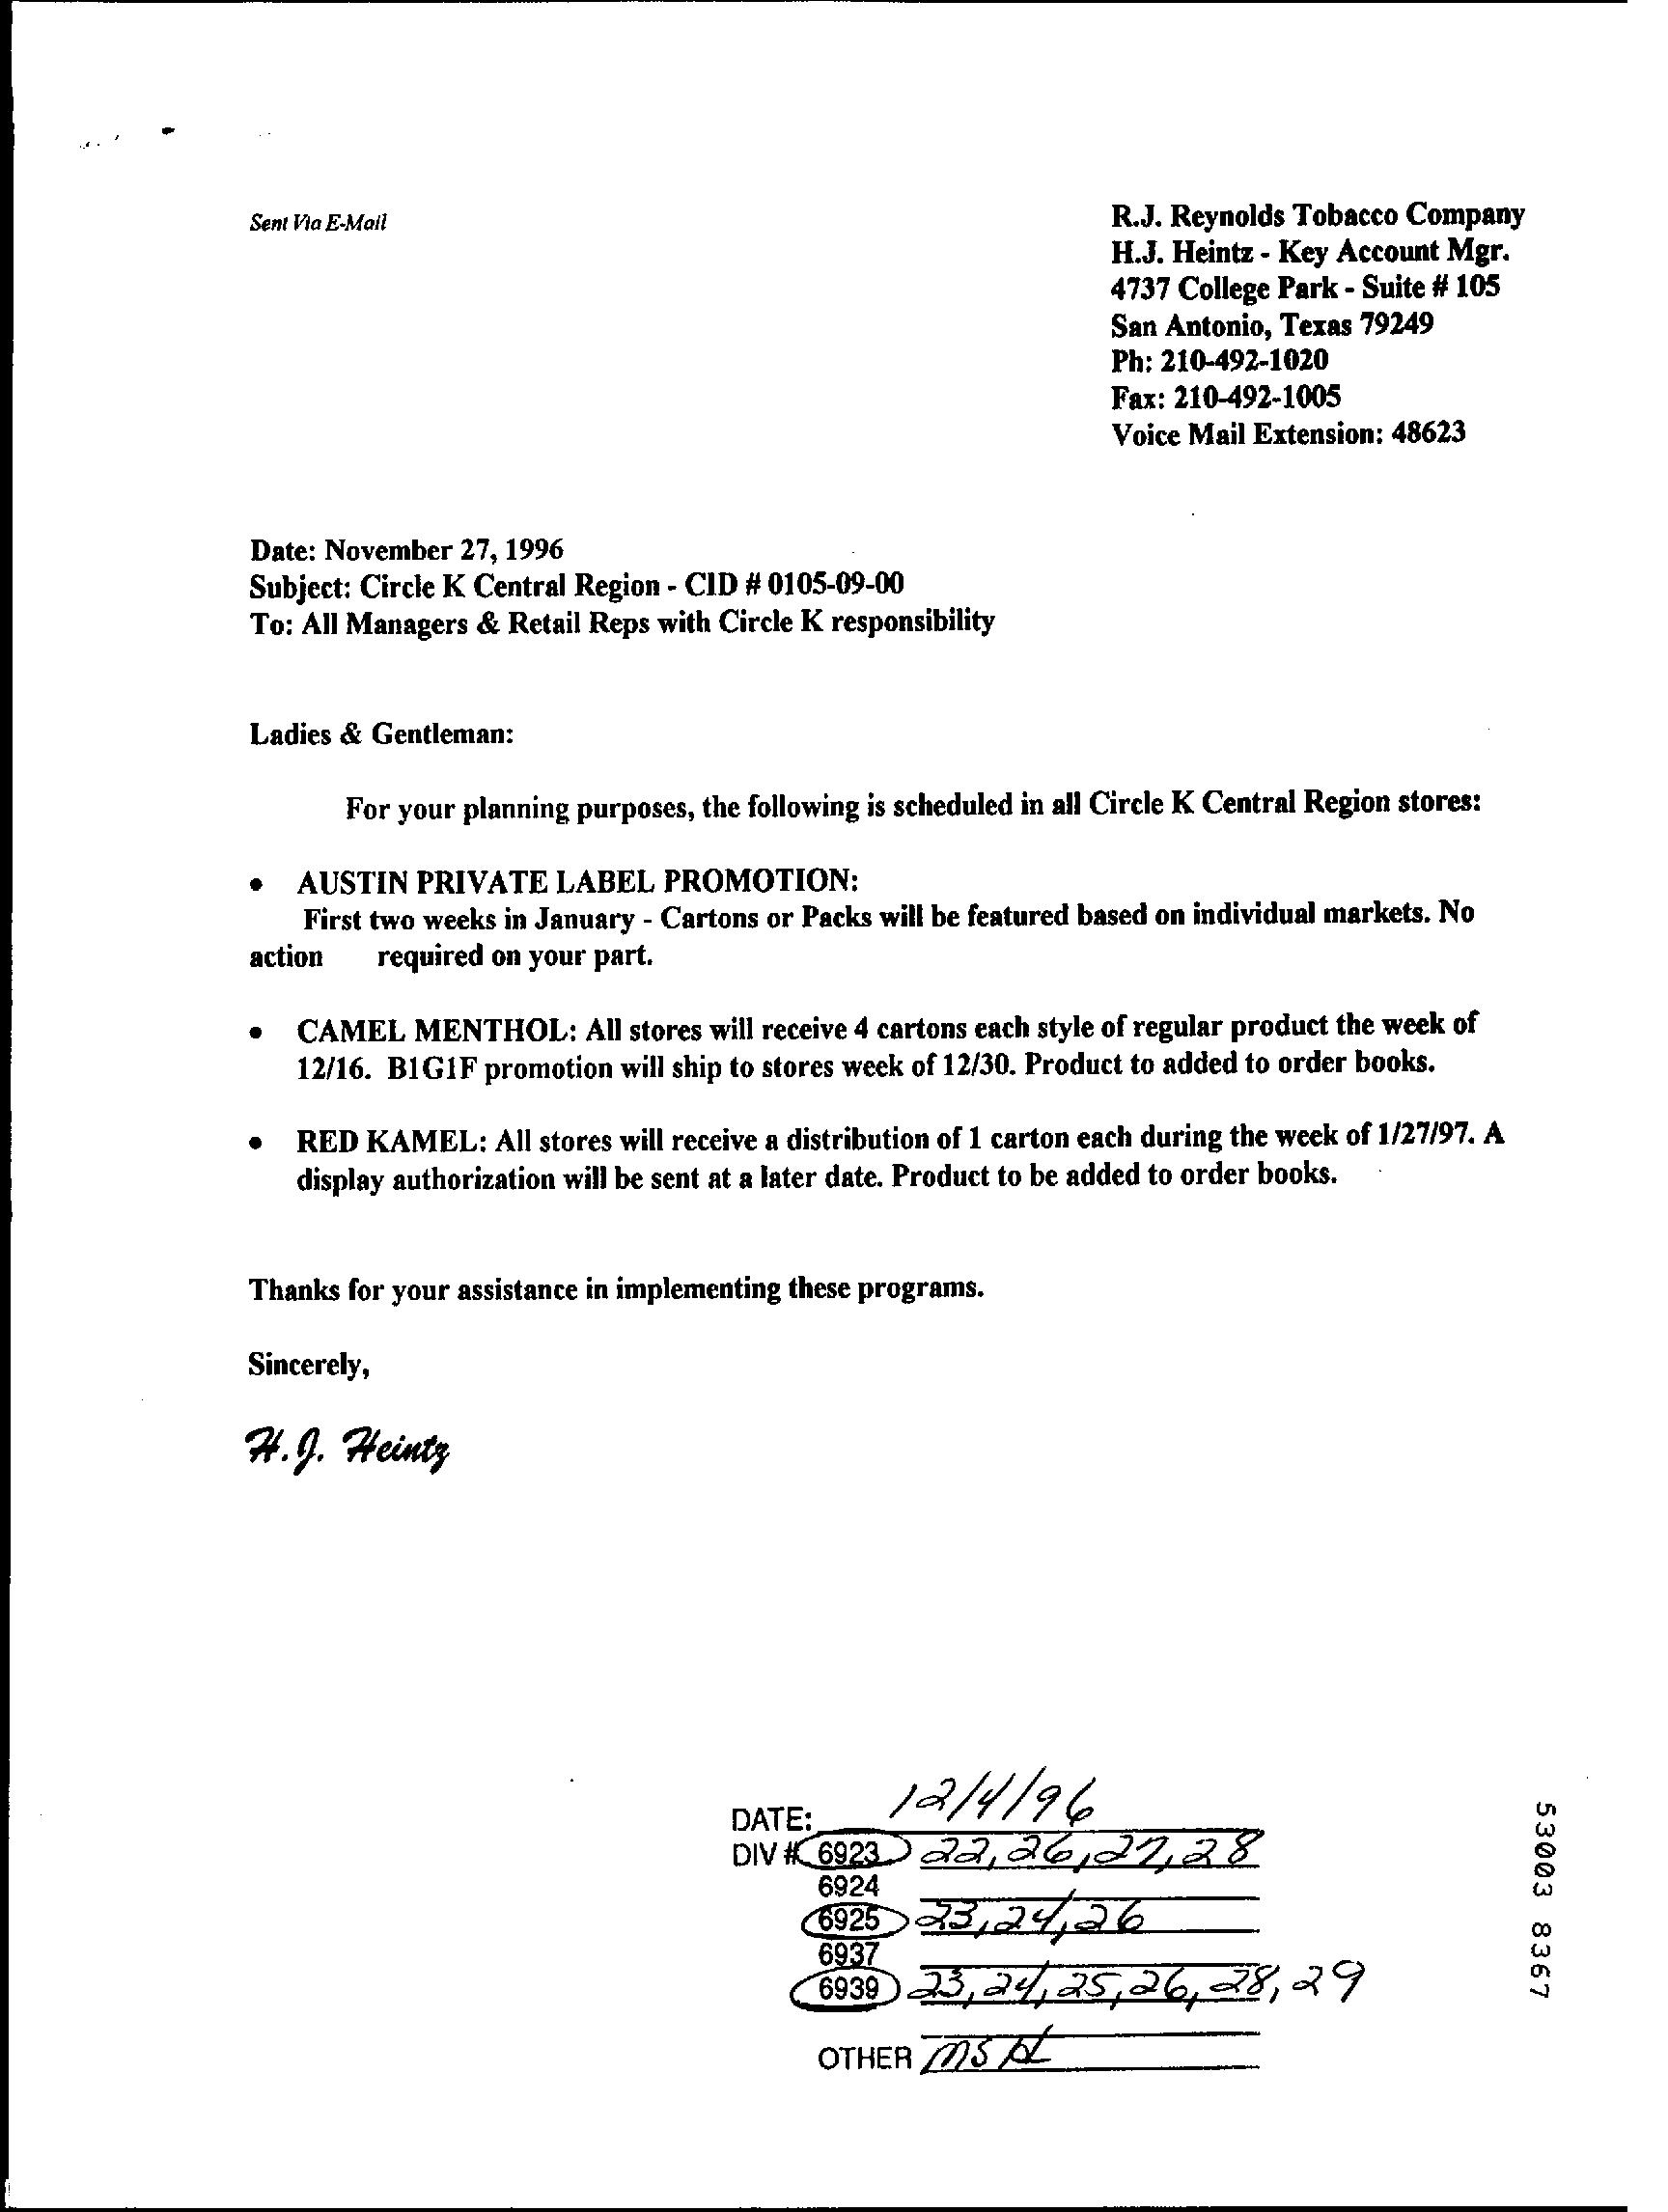 Sent Via E-Mail
R.J. Reynolds Tobacco Company
H.J. Heintz - Key Account Mgr.
4737 College Park - Suite # 105
San Antonio, Texas 79249
Ph: 210-492-1020
Fax: 210-492-1005
Voice Mail Extension: 48623
Date: November 27, 1996
Subject: Circle K Central Region - CID # 0105-09-00
To: All Managers & Retail Reps with Circle K responsibility
Ladies & Gentleman:
For your planning purposes, the following is scheduled in all Circle K Central Region stores:
• AUSTIN PRIVATE LABEL PROMOTION:
First two weeks in January - Cartons or Packs will be featured based on individual markets. No
action required on your part.
• CAMEL MENTHOL: All stores will receive 4 cartons each style of regular product the week of
12/16. B1G1F promotion will ship to stores week of 12/30. Product to added to order books.
• RED KAMEL: All stores will receive a distribution of 1 carton each during the week of 1/27/97. A
display authorization will be sent at a later date. Product to be added to order books.
Thanks for your assistance in implementing these programs.
Sincerely,
H.J. Heintz
DATE: 12/4/96
DIV # 6923 22, 26, 27, 28
6924
6925 23, 24, 26
6937
6939 23, 24, 25, 26, 28, 29
OTHER
53003 8367